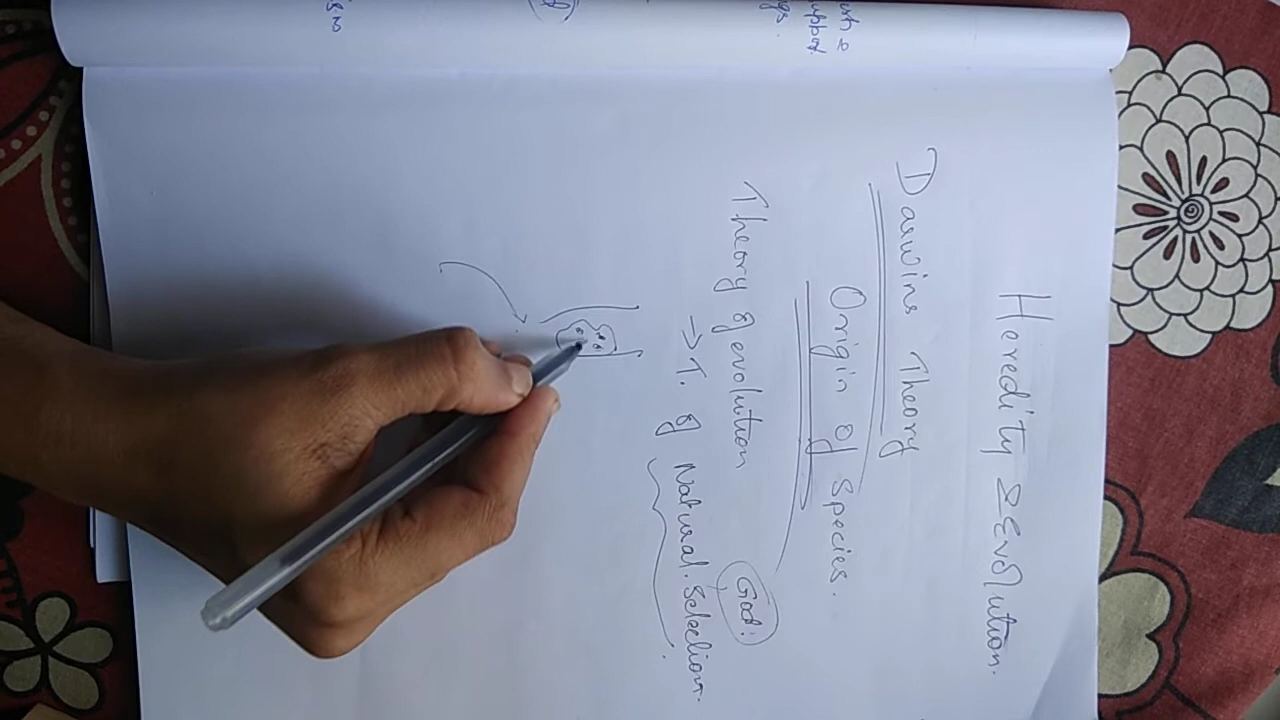 Heredity & Evolution.
Darwins Theory
Origin of Species.
God:
Theory of evolution
→ T. of Natural. Selection.